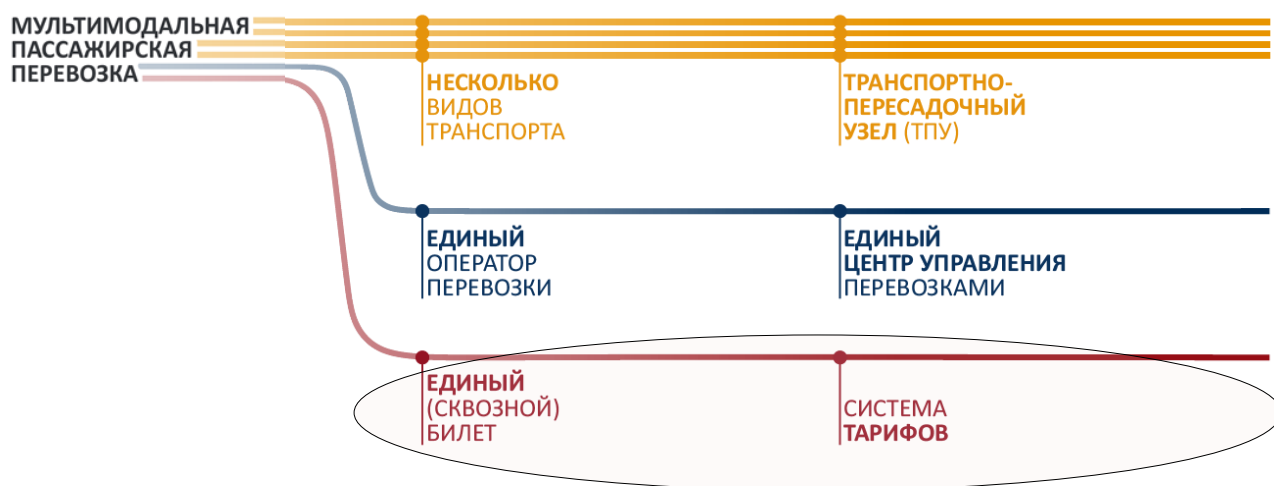 МУЛЬТИМОДАЛЬНАЯ
ПАССАЖИРСКАЯ
ПЕРЕВОЗКА
НЕСКОЛЬКО
ВИДОВ
ТРАНСПОРТА
ТРАНСПОРТНО-
ПЕРЕСАДОЧНЫЙ
УЗЕЛ (ТПУ)
ЕДИНЫЙ
ОПЕРАТОР
ПЕРЕВОЗКИ
ЕДИНЫЙ
ЦЕНТР УПРАВЛЕНИЯ
ПЕРЕВОЗКАМИ
ЕДИНЫЙ
(СКВОЗНОЙ)
БИЛЕТ
СИСТЕМА
ТАРИФОВ